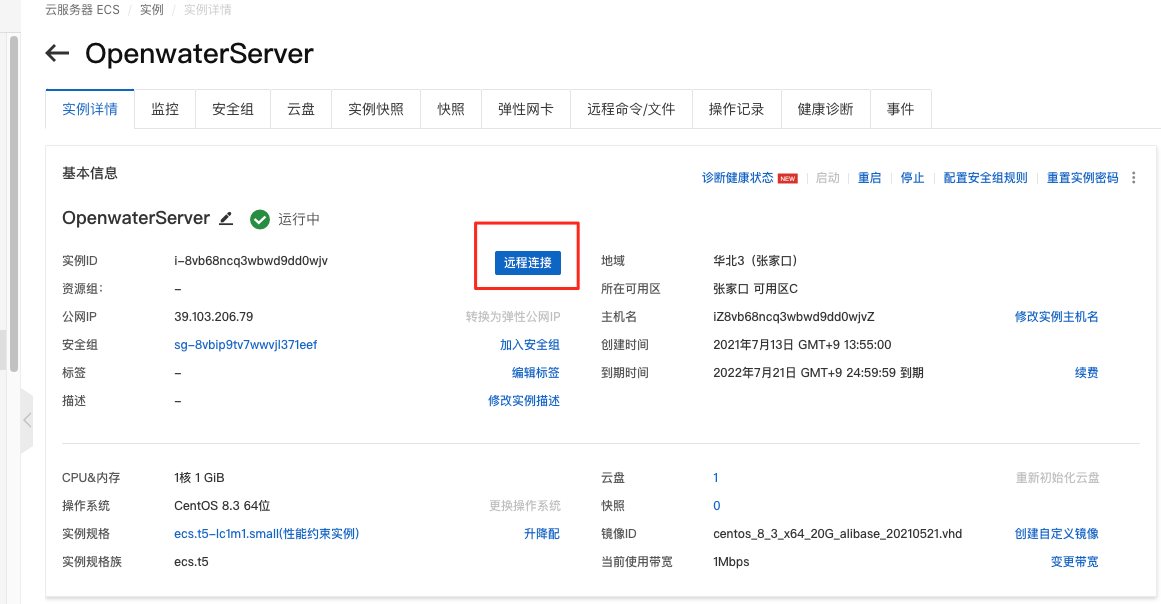 云服务器 ECS / 实例 / 实例详情
← OpenwaterServer
实例详情 监控 安全组 云盘 实例快照 快照 弹性网卡 远程命令/文件 操作记录 健康诊断 事件
基本信息 诊断健康状态 NEW 启动 重启 停止 配置安全组规则 重置实例密码
OpenwaterServer 运行中
实例ID i-8vb68ncq3wbwd9dd0wjv 远程连接 地域 华北3（张家口）
资源组： – 所在可用区 张家口 可用区C
公网IP 39.103.206.79 转换为弹性公网IP 主机名 iZ8vb68ncq3wbwd9dd0wjvZ 修改实例主机名
安全组 sg-8vbip9tv7wwvjl371eef 加入安全组 创建时间 2021年7月13日 GMT+9 13:55:00
标签 – 编辑标签 到期时间 2022年7月21日 GMT+9 24:59:59 到期 续费
描述 – 修改实例描述
CPU&内存 1核 1 GiB 云盘 1 重新初始化云盘
操作系统 CentOS 8.3 64位 更换操作系统 快照 0
实例规格 ecs.t5-lc1m1.small(性能约束实例) 升降配 镜像ID centos_8_3_x64_20G_alibase_20210521.vhd 创建自定义镜像
实例规格族 ecs.t5 当前使用带宽 1Mbps 变更带宽